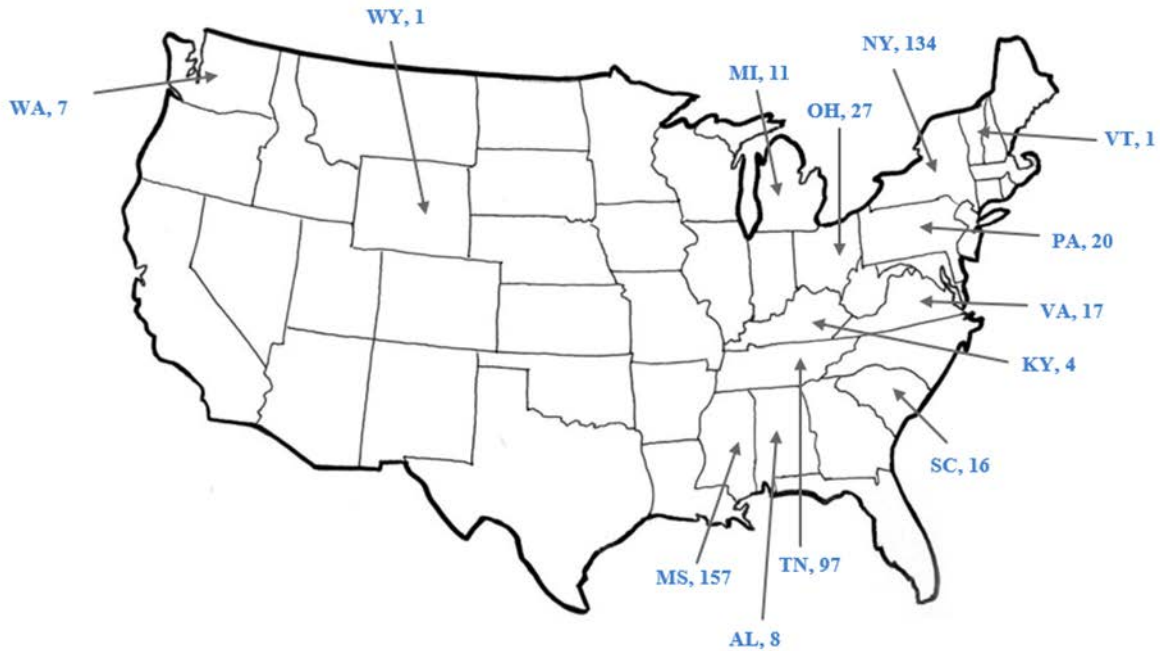 WY, 1
NY, 134
MI, 11
WA, 7
OH, 27
VT, 1
PA, 20
VA, 17
KY, 4
SC, 16
TN, 97
MS, 157
AL, 8